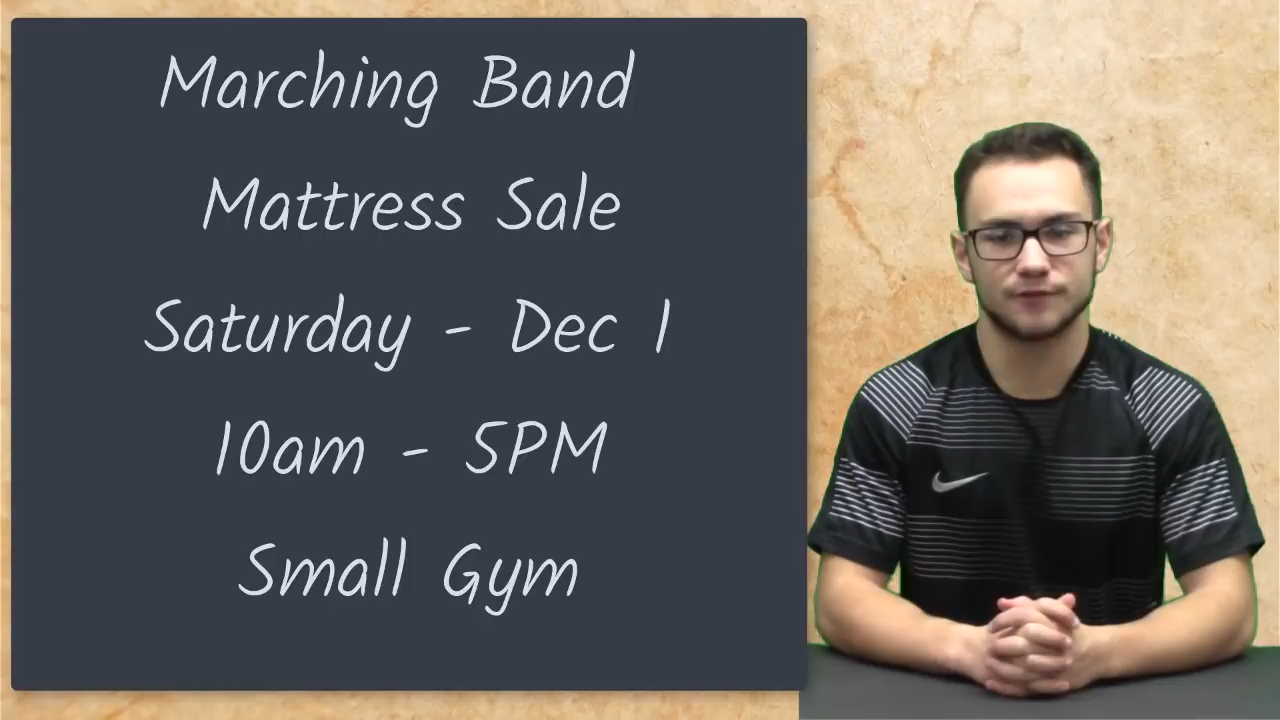 Marching Band
Mattress Sale
Saturday - Dec 1
10am - 5PM
Small Gym